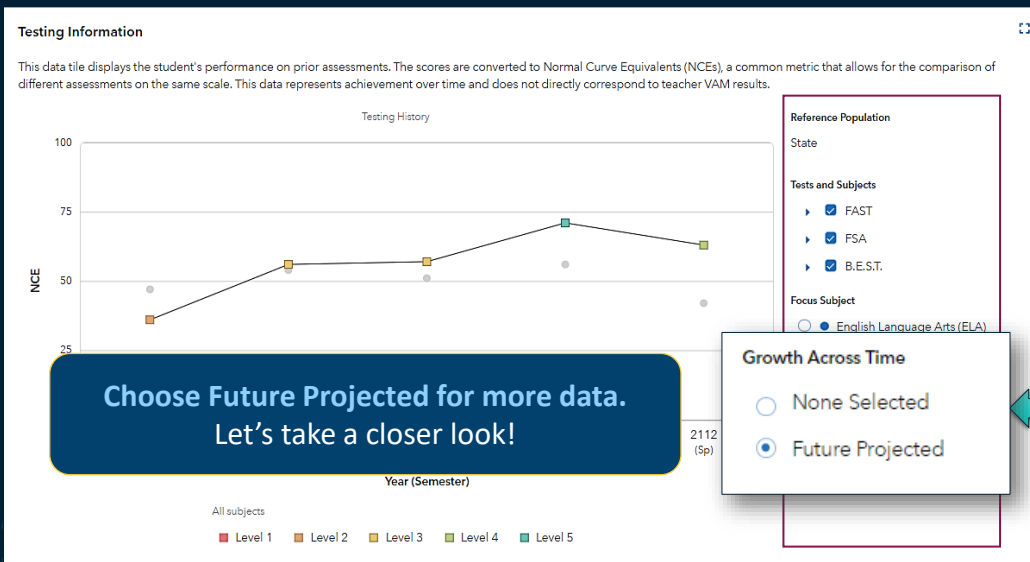 Testing Information
This data tile displays the student's performance on prior assessments. The scores are converted to Normal Curve Equivalents (NCEs), a common metric that allows for the comparison of
different assessments on the same scale. This data represents achievement over time and does not directly correspond to teacher VAM results.
Testing History
100
75
50
25
NCE
2112
(Sp)
Year (Semester)
All subjects
Level 1
Level 2
Level 3
Level 4
Level 5
Reference Population
State
Tests and Subjects
FAST
FSA
B.E.S.T.
Focus Subject
English Language Arts (ELA)
Growth Across Time
None Selected
Future Projected
Choose Future Projected for more data.
Let's take a closer look!